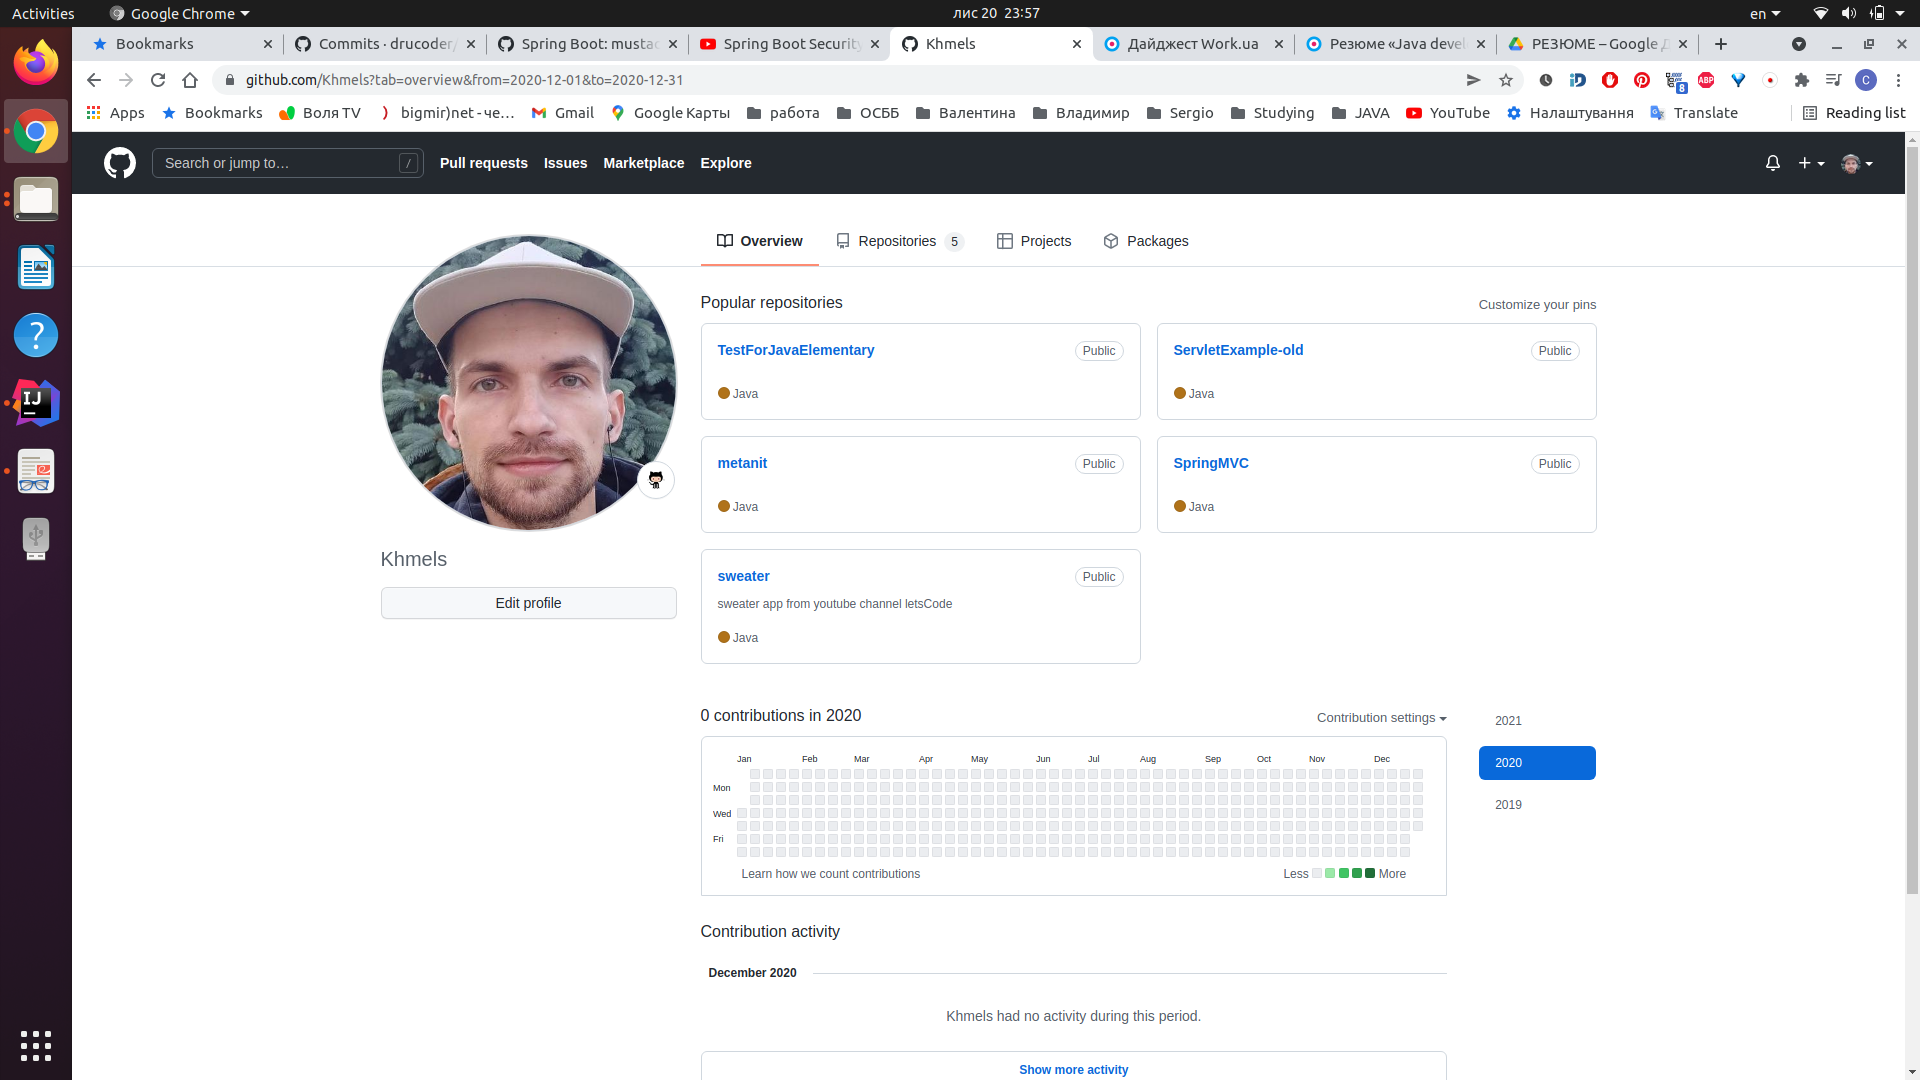 Activities
Google Chrome
лис 20 23:57
en
Bookmarks
Commits · drucoder/
Spring Boot: mustac
Spring Boot Security
Khmels
Дайджест Work.ua
Резюме «Java devel
РЕЗЮМЕ – Google Д
github.com/Khmels?tab=overview&from=2020-12-01&to=2020-12-31
8
ABP
C
Apps
Bookmarks
Воля TV
bigmir)net - че...
Gmail
Google Карты
работа
ОСББ
Валентина
Владимир
Sergio
Studying
JAVA
YouTube
Налаштування
Translate
Reading list
Search or jump to...
/
Pull requests
Issues
Marketplace
Explore
Overview
Repositories 5
Projects
Packages
Popular repositories
Customize your pins
TestForJavaElementary
Public
Java
ServletExample-old
Public
Java
metanit
Public
Java
SpringMVC
Public
Java
sweater
Public
sweater app from youtube channel letsCode
Java
Khmels
Edit profile
IJ
0 contributions in 2020
Contribution settings
2021
2020
2019
Jan Feb Mar Apr May Jun Jul Aug Sep Oct Nov Dec
Mon
Wed
Fri
Learn how we count contributions
Less
More
Contribution activity
December 2020
Khmels had no activity during this period.
Show more activity